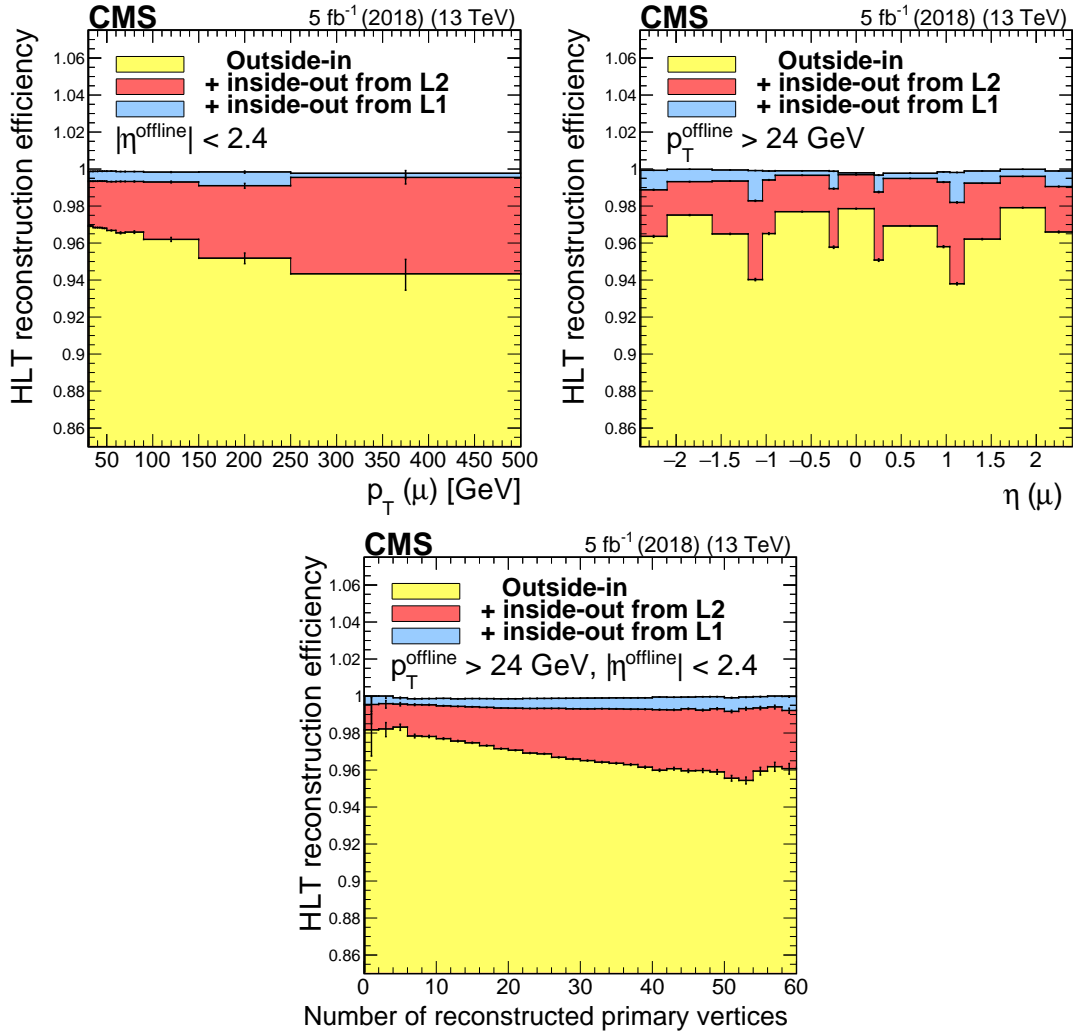 CMS 5 fb⁻¹ (2018) (13 TeV)
HLT reconstruction efficiency
1.06
1.04
1.02
1
0.98
0.96
0.94
0.92
0.9
0.88
0.86
Outside-in
+ inside-out from L2
+ inside-out from L1
|η^offline| < 2.4
50 100 150 200 250 300 350 400 450 500
p_T (μ) [GeV]
CMS 5 fb⁻¹ (2018) (13 TeV)
HLT reconstruction efficiency
1.06
1.04
1.02
1
0.98
0.96
0.94
0.92
0.9
0.88
0.86
Outside-in
+ inside-out from L2
+ inside-out from L1
p_T^offline > 24 GeV
−2 −1.5 −1 −0.5 0 0.5 1 1.5 2
η (μ)
CMS 5 fb⁻¹ (2018) (13 TeV)
HLT reconstruction efficiency
1.06
1.04
1.02
1
0.98
0.96
0.94
0.92
0.9
0.88
0.86
Outside-in
+ inside-out from L2
+ inside-out from L1
p_T^offline > 24 GeV, |η^offline| < 2.4
0 10 20 30 40 50 60
Number of reconstructed primary vertices